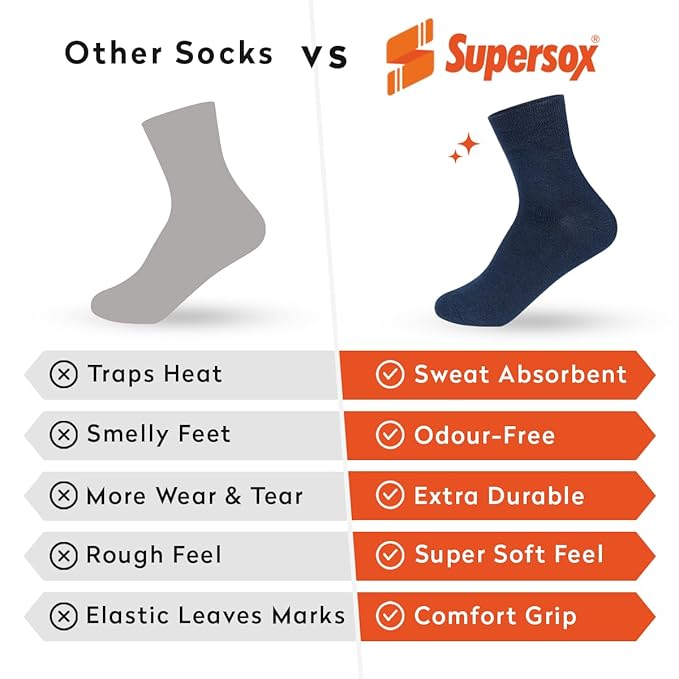 Other Socks vs Supersox®
Traps Heat
Sweat Absorbent
Smelly Feet
Odour-Free
More Wear & Tear
Extra Durable
Rough Feel
Super Soft Feel
Elastic Leaves Marks
Comfort Grip